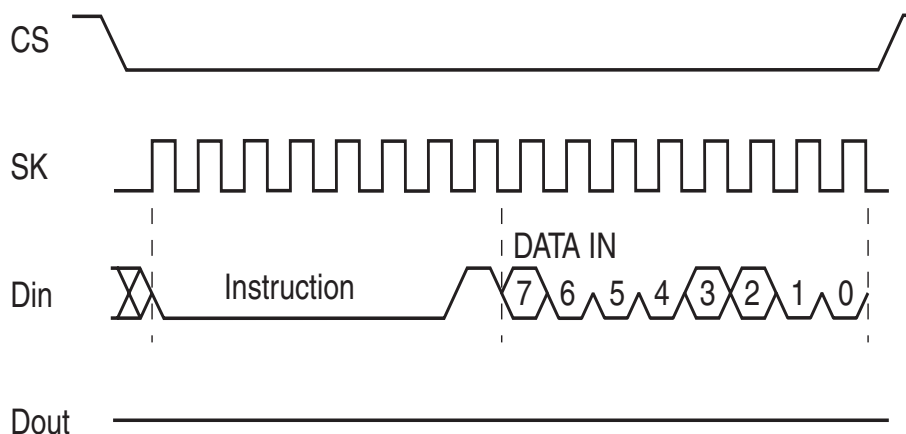 CS
SK
DATA IN
Din Instruction 7 6 5 4 3 2 1 0
Dout